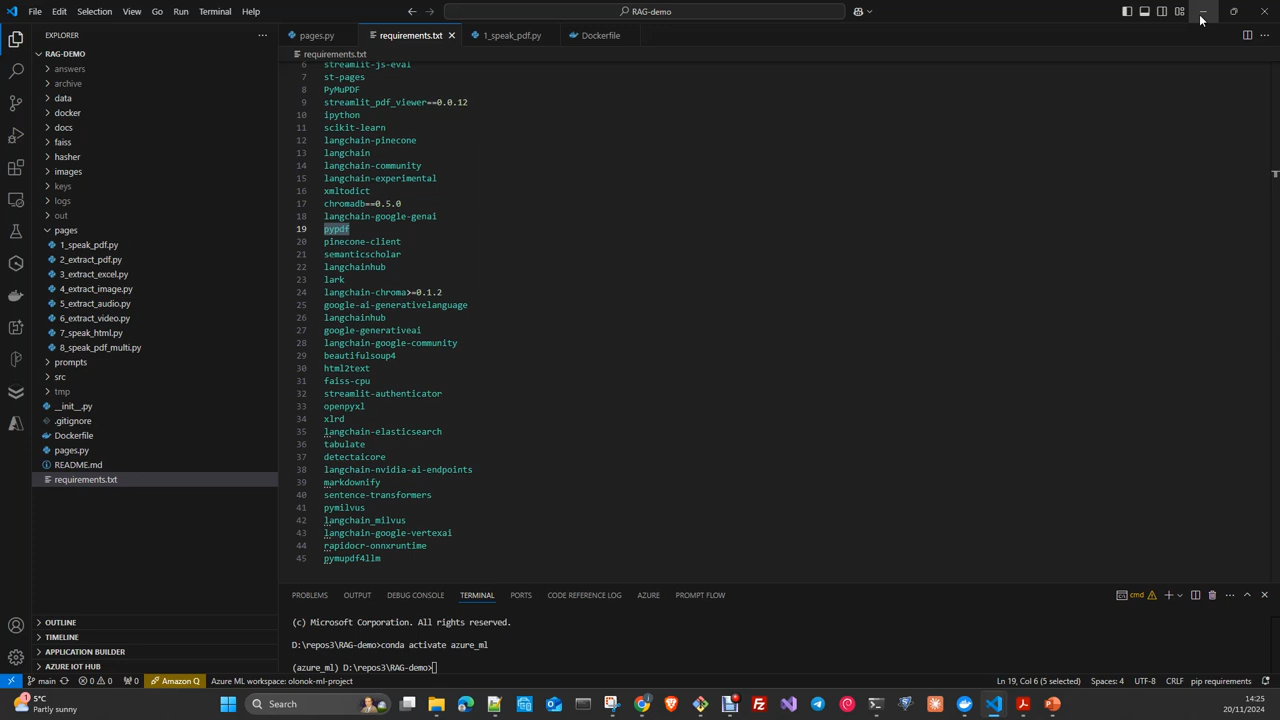 File Edit Selection View Go Run Terminal Help
RAG-demo
EXPLORER
RAG-DEMO
answers
archive
data
docker
docs
faiss
hasher
images
keys
logs
out
pages
1_speak_pdf.py
2_extract_pdf.py
3_extract_excel.py
4_extract_image.py
5_extract_audio.py
6_extract_video.py
7_speak_html.py
8_speak_pdf_multi.py
prompts
src
tmp
__init__.py
.gitignore
Dockerfile
pages.py
README.md
requirements.txt
OUTLINE
TIMELINE
APPLICATION BUILDER
AZURE IOT HUB
pages.py requirements.txt 1_speak_pdf.py Dockerfile
requirements.txt
6 streamlit-js-eval
7 st-pages
8 PyMuPDF
9 streamlit_pdf_viewer==0.0.12
10 ipython
11 scikit-learn
12 langchain-pinecone
13 langchain
14 langchain-community
15 langchain-experimental
16 xmltodict
17 chromadb==0.5.0
18 langchain-google-genai
19 pypdf
20 pinecone-client
21 semanticscholar
22 langchainhub
23 lark
24 langchain-chroma>=0.1.2
25 google-ai-generativelanguage
26 langchainhub
27 google-generativeai
28 langchain-google-community
29 beautifulsoup4
30 html2text
31 faiss-cpu
32 streamlit-authenticator
33 openpyxl
34 xlrd
35 langchain-elasticsearch
36 tabulate
37 detectaicore
38 langchain-nvidia-ai-endpoints
39 markdownify
40 sentence-transformers
41 pymilvus
42 langchain_milvus
43 langchain-google-vertexai
44 rapidocr-onnxruntime
45 pymupdf4llm
PROBLEMS OUTPUT DEBUG CONSOLE TERMINAL PORTS CODE REFERENCE LOG AZURE PROMPT FLOW
cmd
(c) Microsoft Corporation. All rights reserved.
D:\repos3\RAG-demo>conda activate azure_ml
(azure_ml) D:\repos3\RAG-demo>
main 0 0 0 Amazon Q Azure ML workspace: olonok-ml-project Ln 19, Col 6 (5 selected) Spaces: 4 UTF-8 CRLF pip requirements
5°C
Partly sunny
Search
14:25
20/11/2024